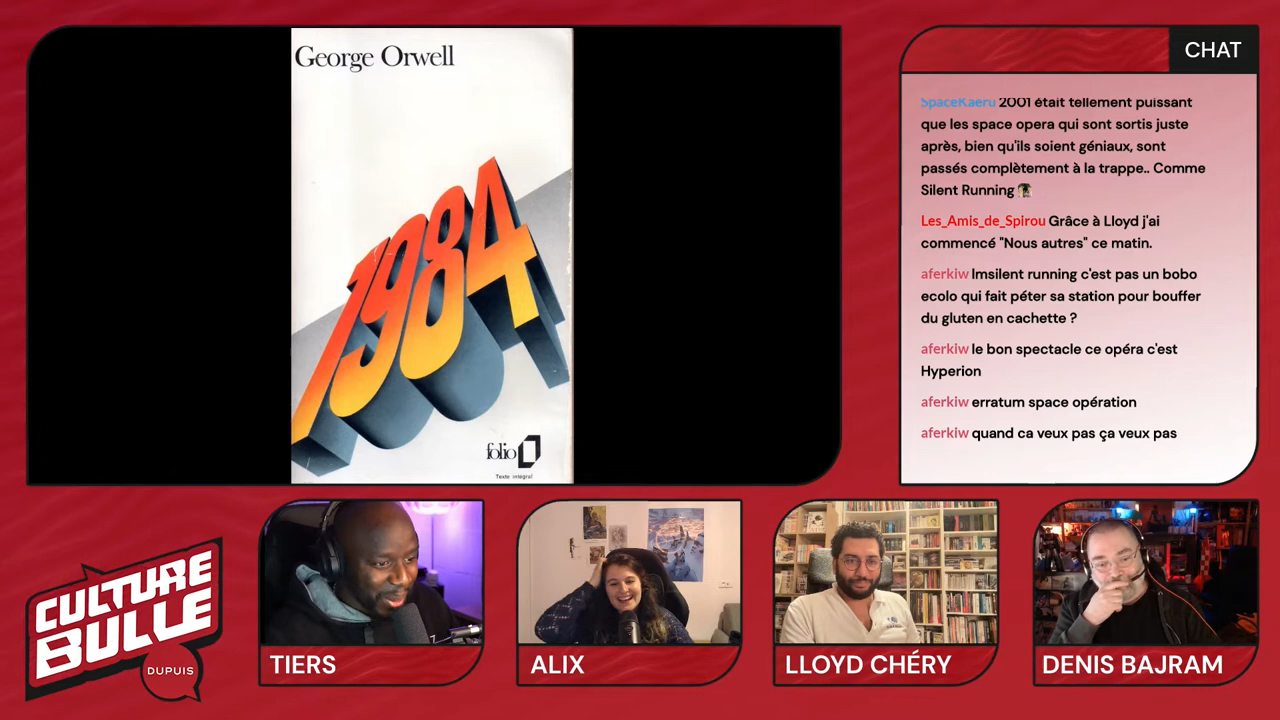 George Orwell
1984
folio
Texte intégral
CHAT
SpaceKaeru 2001 était tellement puissant
que les space opera qui sont sortis juste
après, bien qu'ils soient géniaux, sont
passés complètement à la trappe.. Comme
Silent Running
Les_Amis_de_Spirou Grâce à Lloyd j'ai
commencé "Nous autres" ce matin.
aferkiw lmsilent running c'est pas un bobo
ecolo qui fait péter sa station pour bouffer
du gluten en cachette ?
aferkiw le bon spectacle ce opéra c'est
Hyperion
aferkiw erratum space opération
aferkiw quand ca veux pas ça veux pas
CULTURE
BULLE
DUPUIS
TIERS
ALIX
LLOYD CHÉRY
DENIS BAJRAM